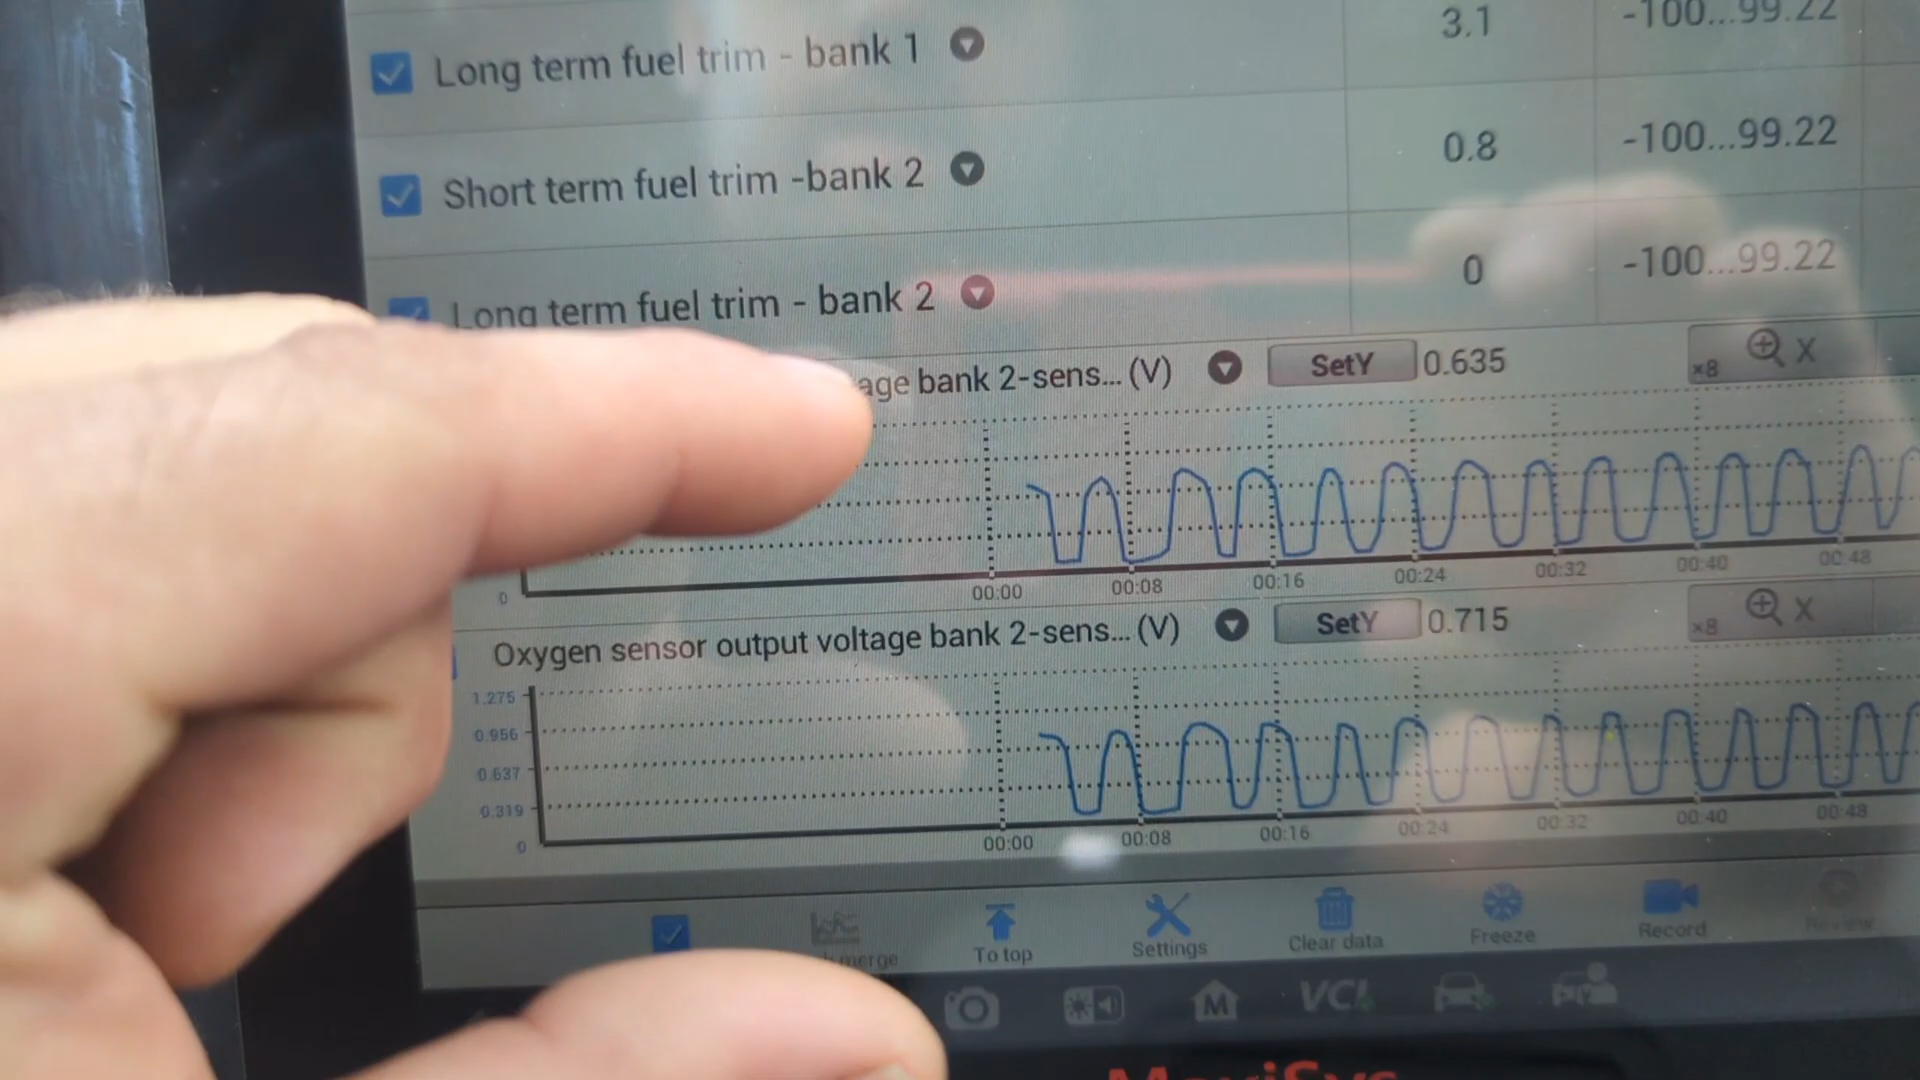 Long term fuel trim - bank 1 3.1 -100...99.22
Short term fuel trim -bank 2 0.8 -100...99.22
Long term fuel trim - bank 2 0 -100...99.22
age bank 2-sens... (V) SetY 0.635 x8 X
0 00:00 00:08 00:16 00:24 00:32 00:40 00:48
Oxygen sensor output voltage bank 2-sens... (V) SetY 0.715 x8 X
1.275
0.956
0.637
0.319
0 00:00 00:08 00:16 00:24 00:32 00:40 00:48
merge To top Settings Clear data Freeze Record Review
M VCI
MaxiSys